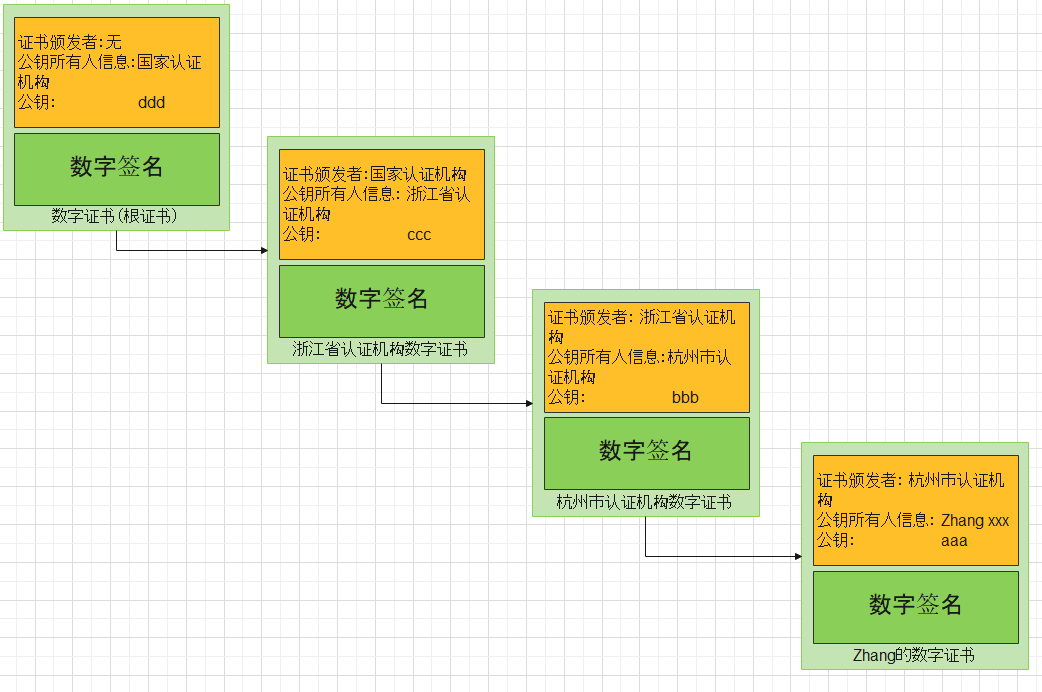 证书颁发者:无
公钥所有人信息:国家认证
机构
公钥: ddd
数字签名
数字证书(根证书)
证书颁发者:国家认证机构
公钥所有人信息: 浙江省认
证机构
公钥: ccc
数字签名
浙江省认证机构数字证书
证书颁发者: 浙江省认证机
构
公钥所有人信息:杭州市认
证机构
公钥: bbb
数字签名
杭州市认证机构数字证书
证书颁发者: 杭州市认证机
构
公钥所有人信息: Zhang xxx
公钥: aaa
数字签名
Zhang的数字证书